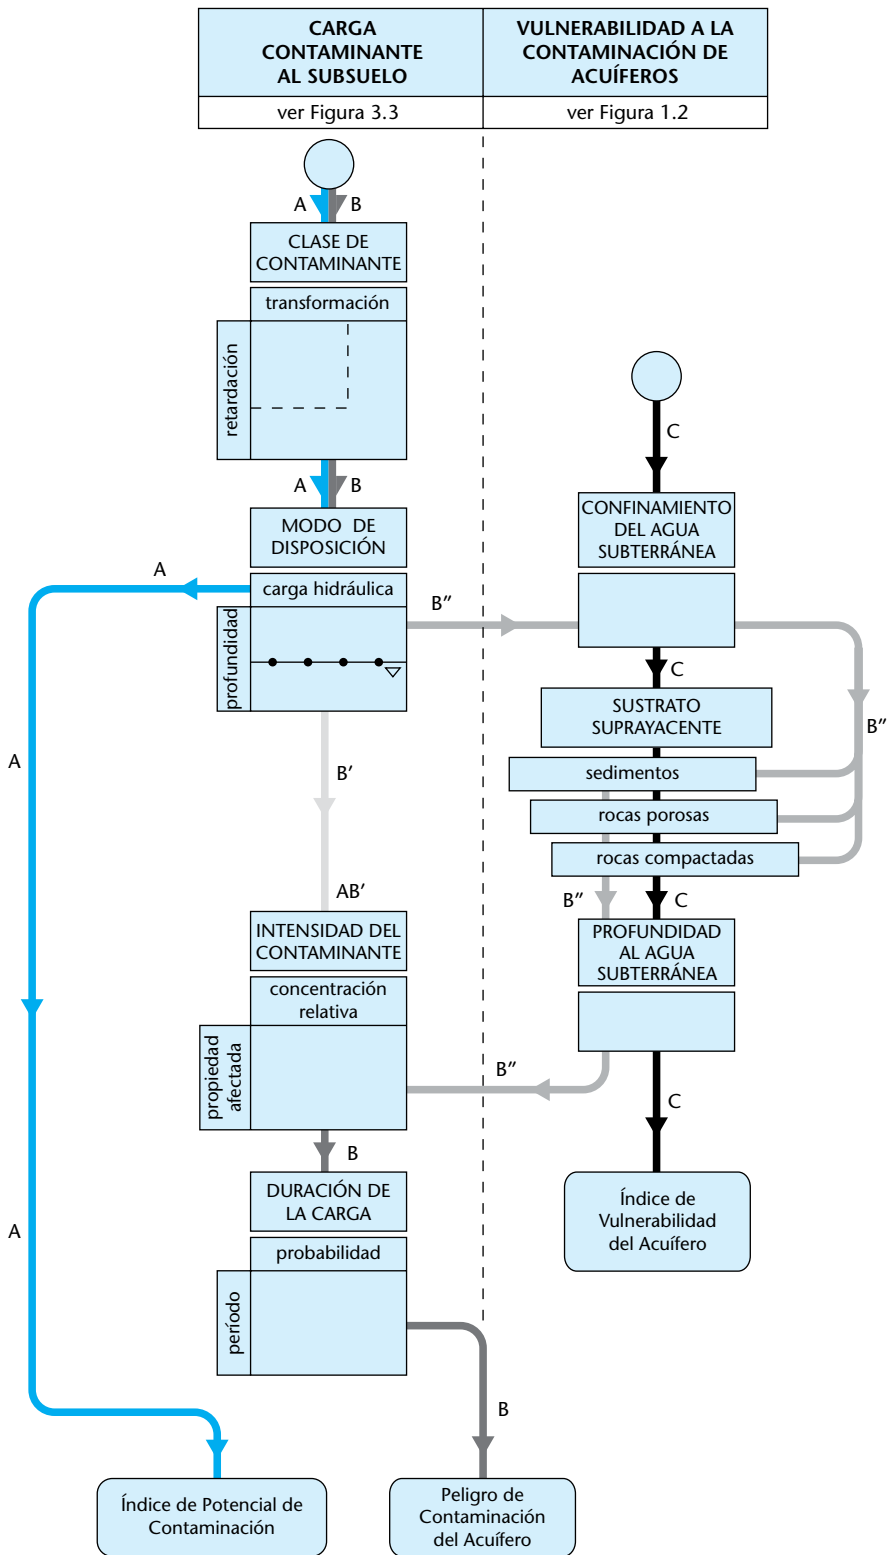 CARGA
CONTAMINANTE
AL SUBSUELO
VULNERABILIDAD A LA
CONTAMINACIÓN DE
ACUÍFEROS
ver Figura 3.3
ver Figura 1.2
A
B
CLASE DE
CONTAMINANTE
transformación
retardación
A
B
MODO DE
DISPOSICIÓN
A
carga hidráulica
profundidad
B″
C
CONFINAMIENTO
DEL AGUA
SUBTERRÁNEA
C
SUSTRATO
SUPRAYACENTE
B″
A
B′
sedimentos
rocas porosas
rocas compactadas
AB′
B″
C
INTENSIDAD DEL
CONTAMINANTE
PROFUNDIDAD
AL AGUA
SUBTERRÁNEA
concentración
relativa
propiedad
afectada
B″
C
B
DURACIÓN DE
LA CARGA
Índice de
Vulnerabilidad
del Acuífero
A
probabilidad
período
B
Índice de Potencial de
Contaminación
Peligro de
Contaminación
del Acuífero